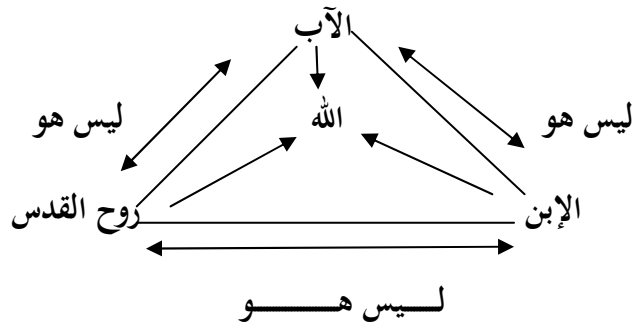 الآب
ليس هو
ليس هو
الله
الإبن
روح القدس
ليس هو